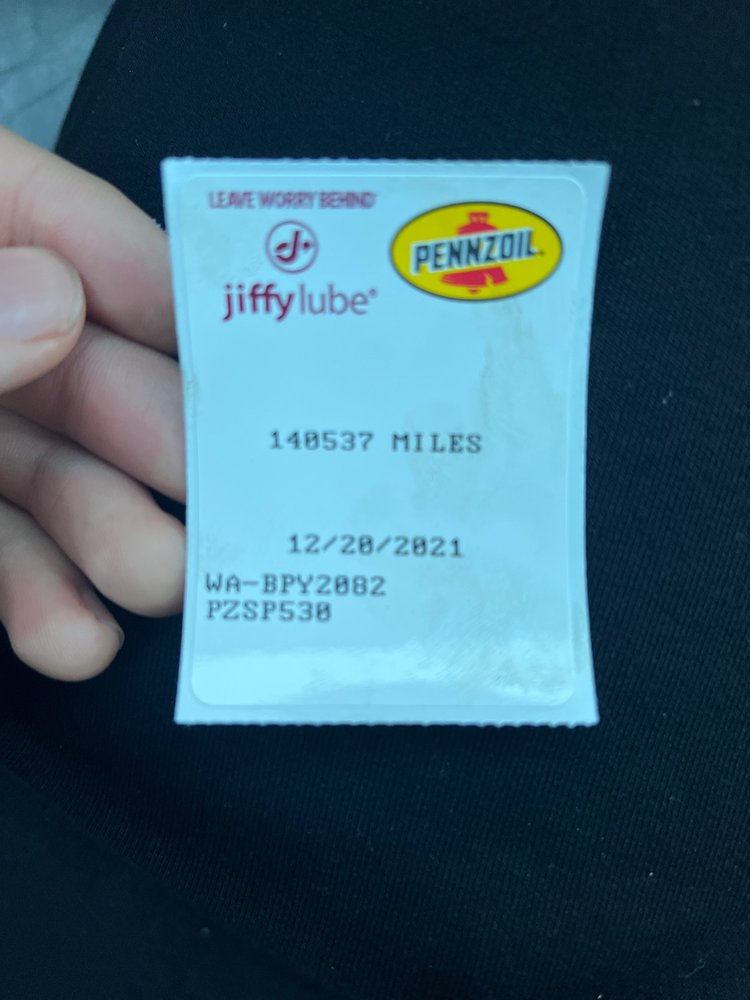 LEAVE WORRY BEHIND
PENNZOIL.
jiffylube®
140537 MILES
12/20/2021
WA-BPY2082
PZSP530